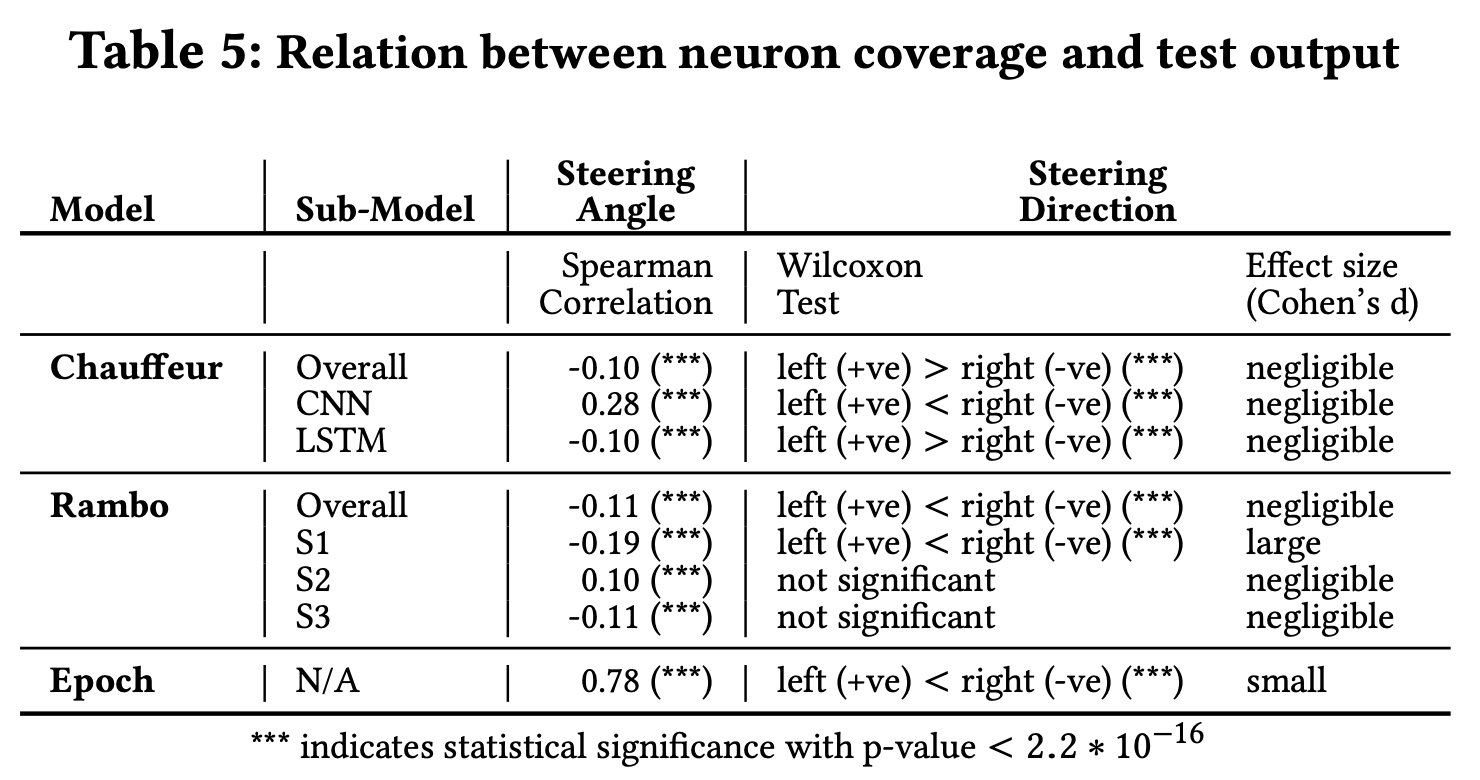 Table 5: Relation between neuron coverage and test output
Model Sub-Model Steering Angle Steering Direction
Spearman Correlation Wilcoxon Test Effect size (Cohen's d)
Chauffeur Overall -0.10 (***) left (+ve) > right (-ve) (***) negligible
CNN 0.28 (***) left (+ve) < right (-ve) (***) negligible
LSTM -0.10 (***) left (+ve) > right (-ve) (***) negligible
Rambo Overall -0.11 (***) left (+ve) < right (-ve) (***) negligible
S1 -0.19 (***) left (+ve) < right (-ve) (***) large
S2 0.10 (***) not significant negligible
S3 -0.11 (***) not significant negligible
Epoch N/A 0.78 (***) left (+ve) < right (-ve) (***) small
*** indicates statistical significance with p-value < 2.2 * 10⁻¹⁶